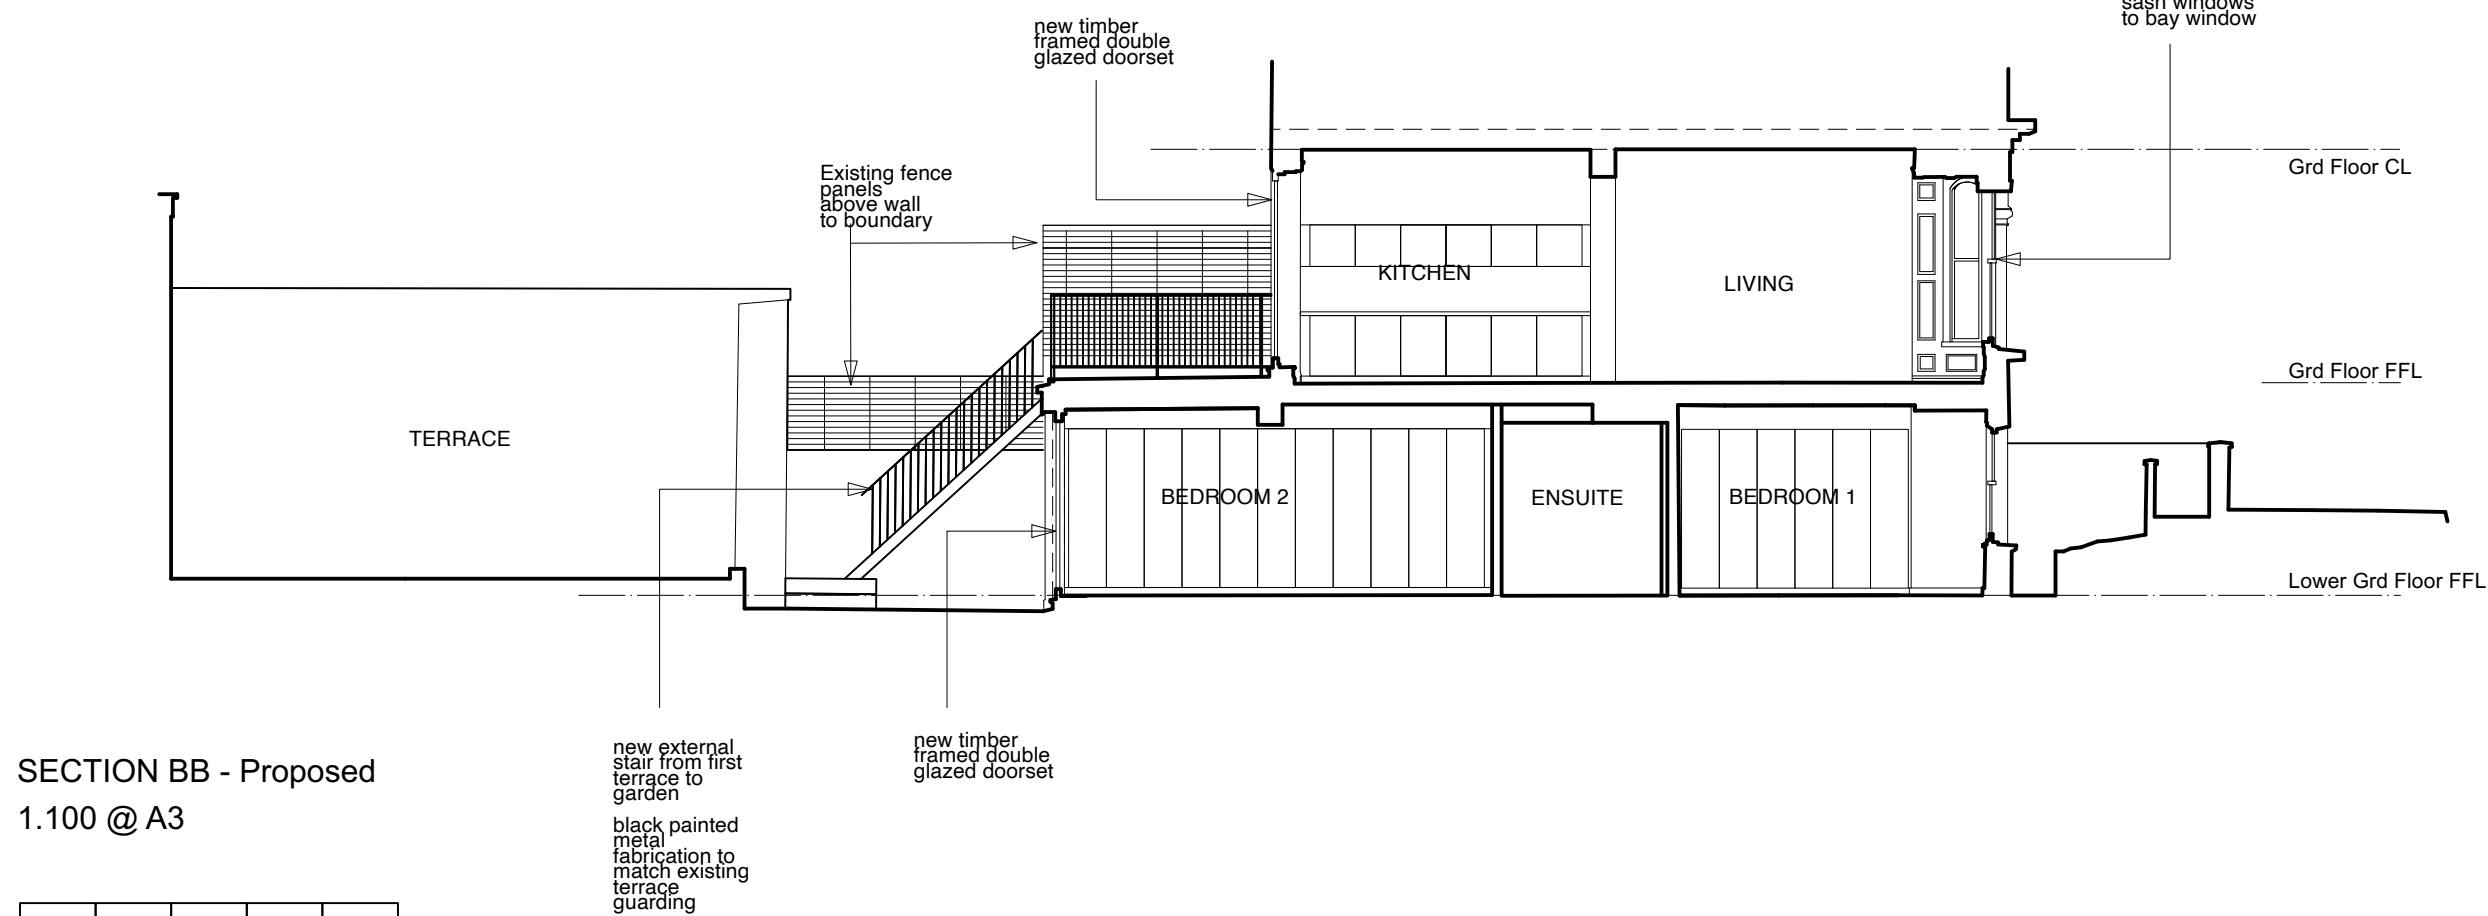 sash windows
to bay window
new timber
framed double
glazed doorset
Grd Floor CL
Existing fence
panels
above wall
to boundary
KITCHEN
LIVING
Grd Floor FFL
TERRACE
BEDROOM 2
ENSUITE
BEDROOM 1
Lower Grd Floor FFL
new external
stair from first
terrace to
garden
black painted
metal
fabrication to
match existing
terrace
guarding
new timber
framed double
glazed doorset
SECTION BB - Proposed
1.100 @ A3